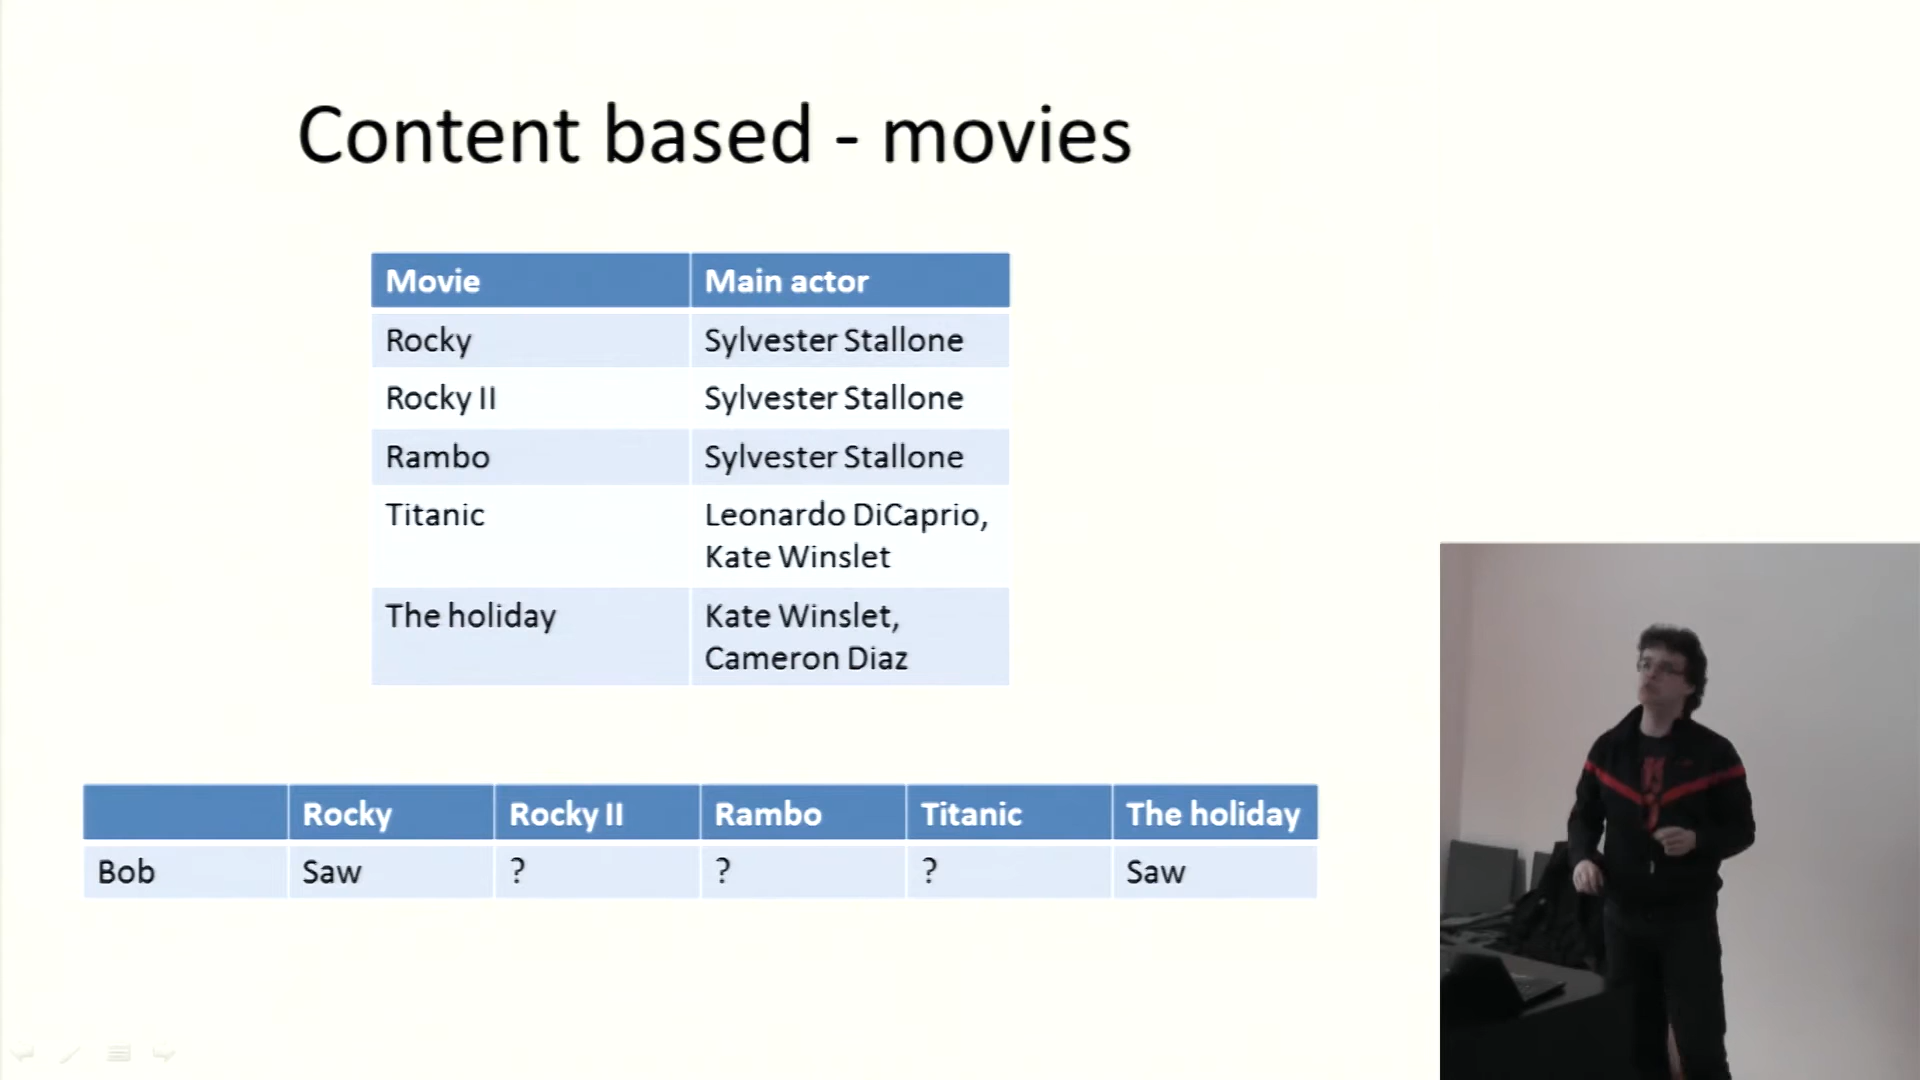 Content based - movies
Movie Main actor
Rocky Sylvester Stallone
Rocky II Sylvester Stallone
Rambo Sylvester Stallone
Titanic Leonardo DiCaprio,
Kate Winslet
The holiday Kate Winslet,
Cameron Diaz
Rocky Rocky II Rambo Titanic The holiday
Bob Saw ? ? ? Saw